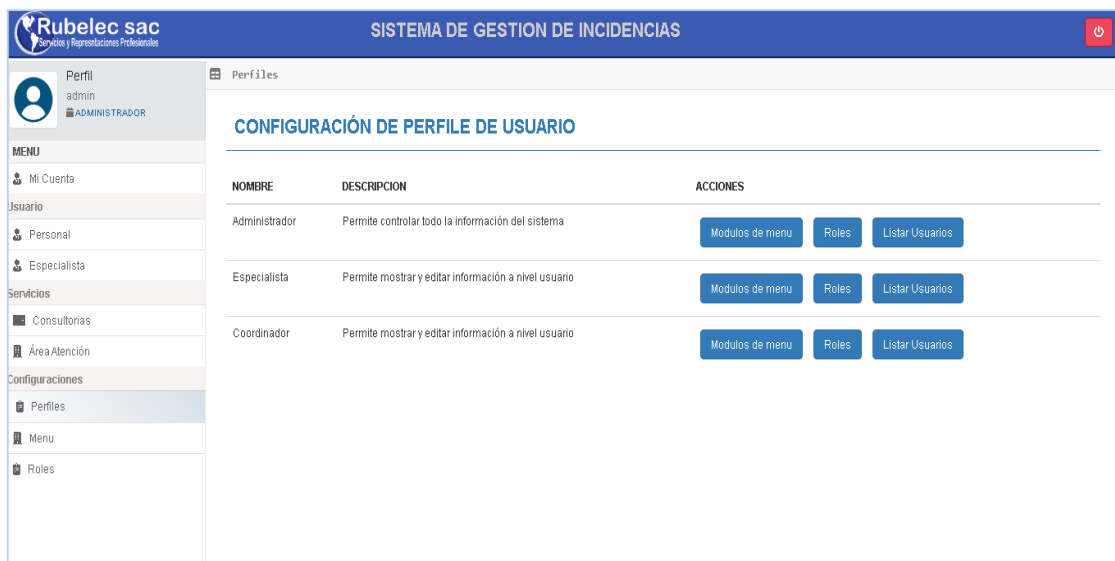 Rubelec sac
Servicios y Represntaciones Profesionales
SISTEMA DE GESTION DE INCIDENCIAS
Perfil
admin
ADMINISTRADOR
MENU
Mi Cuenta
Usuario
Personal
Especialista
Servicios
Consultorias
Área Atención
Configuraciones
Perfiles
Menu
Roles
Perfiles
CONFIGURACIÓN DE PERFILE DE USUARIO
NOMBRE DESCRIPCION ACCIONES
Administrador Permite controlar todo la información del sistema Modulos de menu Roles Listar Usuarios
Especialista Permite mostrar y editar información a nivel usuario Modulos de menu Roles Listar Usuarios
Coordinador Permite mostrar y editar información a nivel usuario Modulos de menu Roles Listar Usuarios